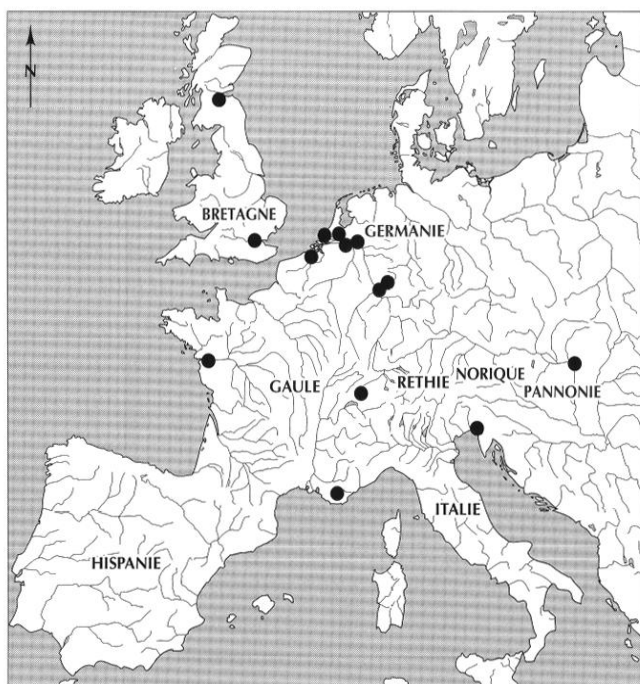 N
BRETAGNE
GERMANIE
GAULE
RETHIE
NORIQUE
PANNONIE
ITALIE
HISPANIE